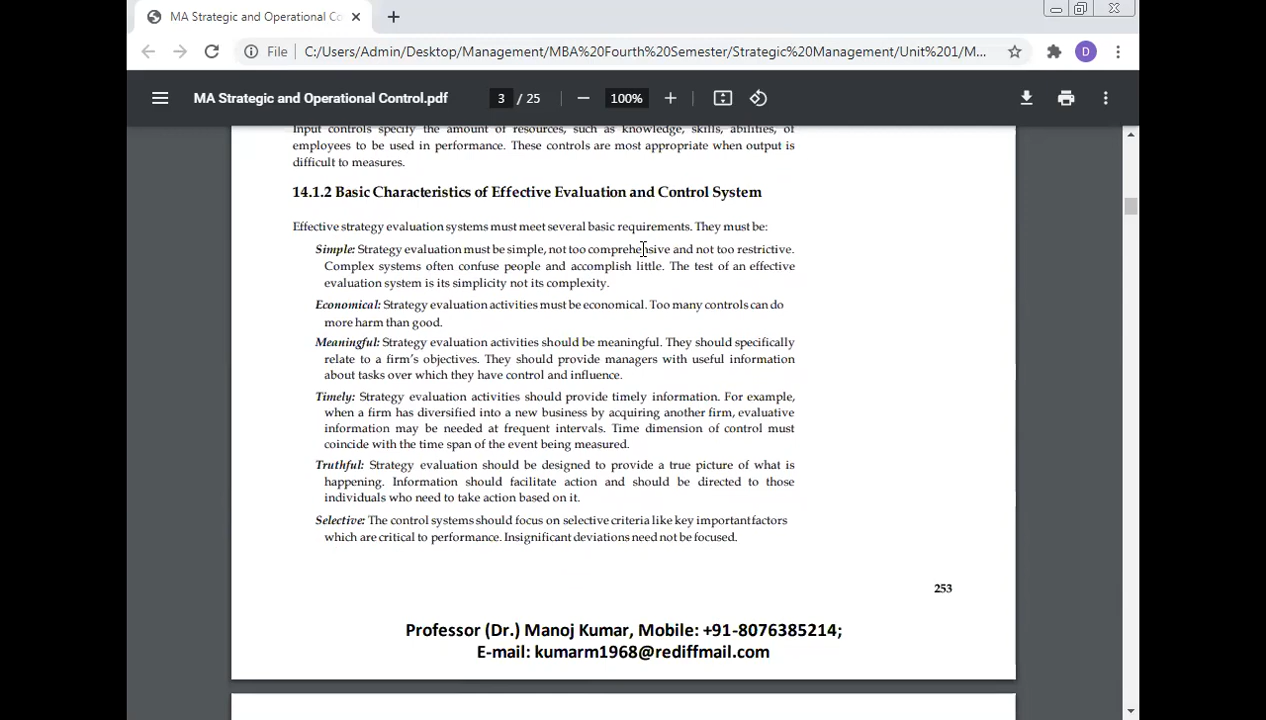 MA Strategic and Operational Co
File C:/Users/Admin/Desktop/Management/MBA%20Fourth%20Semester/Strategic%20Management/Unit%201/M... D
MA Strategic and Operational Control.pdf 3 / 25 100%
Input controls specify the amount of resources, such as knowledge, skills, abilities, of
employees to be used in performance. These controls are most appropriate when output is
difficult to measures.
14.1.2 Basic Characteristics of Effective Evaluation and Control System
Effective strategy evaluation systems must meet several basic requirements. They must be:
Simple: Strategy evaluation must be simple, not too comprehensive and not too restrictive.
Complex systems often confuse people and accomplish little. The test of an effective
evaluation system is its simplicity not its complexity.
Economical: Strategy evaluation activities must be economical. Too many controls can do
more harm than good.
Meaningful: Strategy evaluation activities should be meaningful. They should specifically
relate to a firm's objectives. They should provide managers with useful information
about tasks over which they have control and influence.
Timely: Strategy evaluation activities should provide timely information. For example,
when a firm has diversified into a new business by acquiring another firm, evaluative
information may be needed at frequent intervals. Time dimension of control must
coincide with the time span of the event being measured.
Truthful: Strategy evaluation should be designed to provide a true picture of what is
happening. Information should facilitate action and should be directed to those
individuals who need to take action based on it.
Selective: The control systems should focus on selective criteria like key importantfactors
which are critical to performance. Insignificant deviations need not be focused.
253
Professor (Dr.) Manoj Kumar, Mobile: +91-8076385214;
E-mail: kumarm1968@rediffmail.com